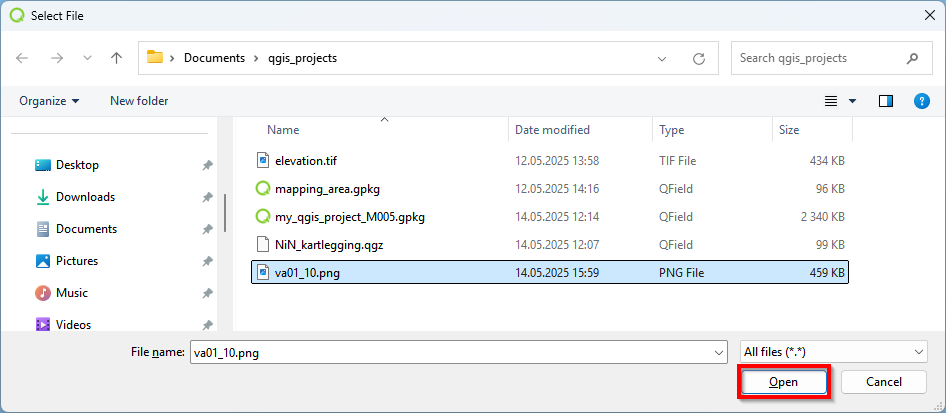 Select File
Documents qgis_projects
Search qgis_projects
Organize New folder
?
Name Date modified Type Size
Desktop
Downloads
Documents
Pictures
Music
Videos
elevation.tif 12.05.2025 13:58 TIF File 434 KB
mapping_area.gpkg 12.05.2025 14:16 QField 96 KB
my_qgis_project_M005.gpkg 14.05.2025 12:14 QField 2 340 KB
NiN_kartlegging.qgz 14.05.2025 12:07 QField 99 KB
va01_10.png 14.05.2025 15:59 PNG File 459 KB
File name: va01_10.png
All files (*.*)
Open Cancel